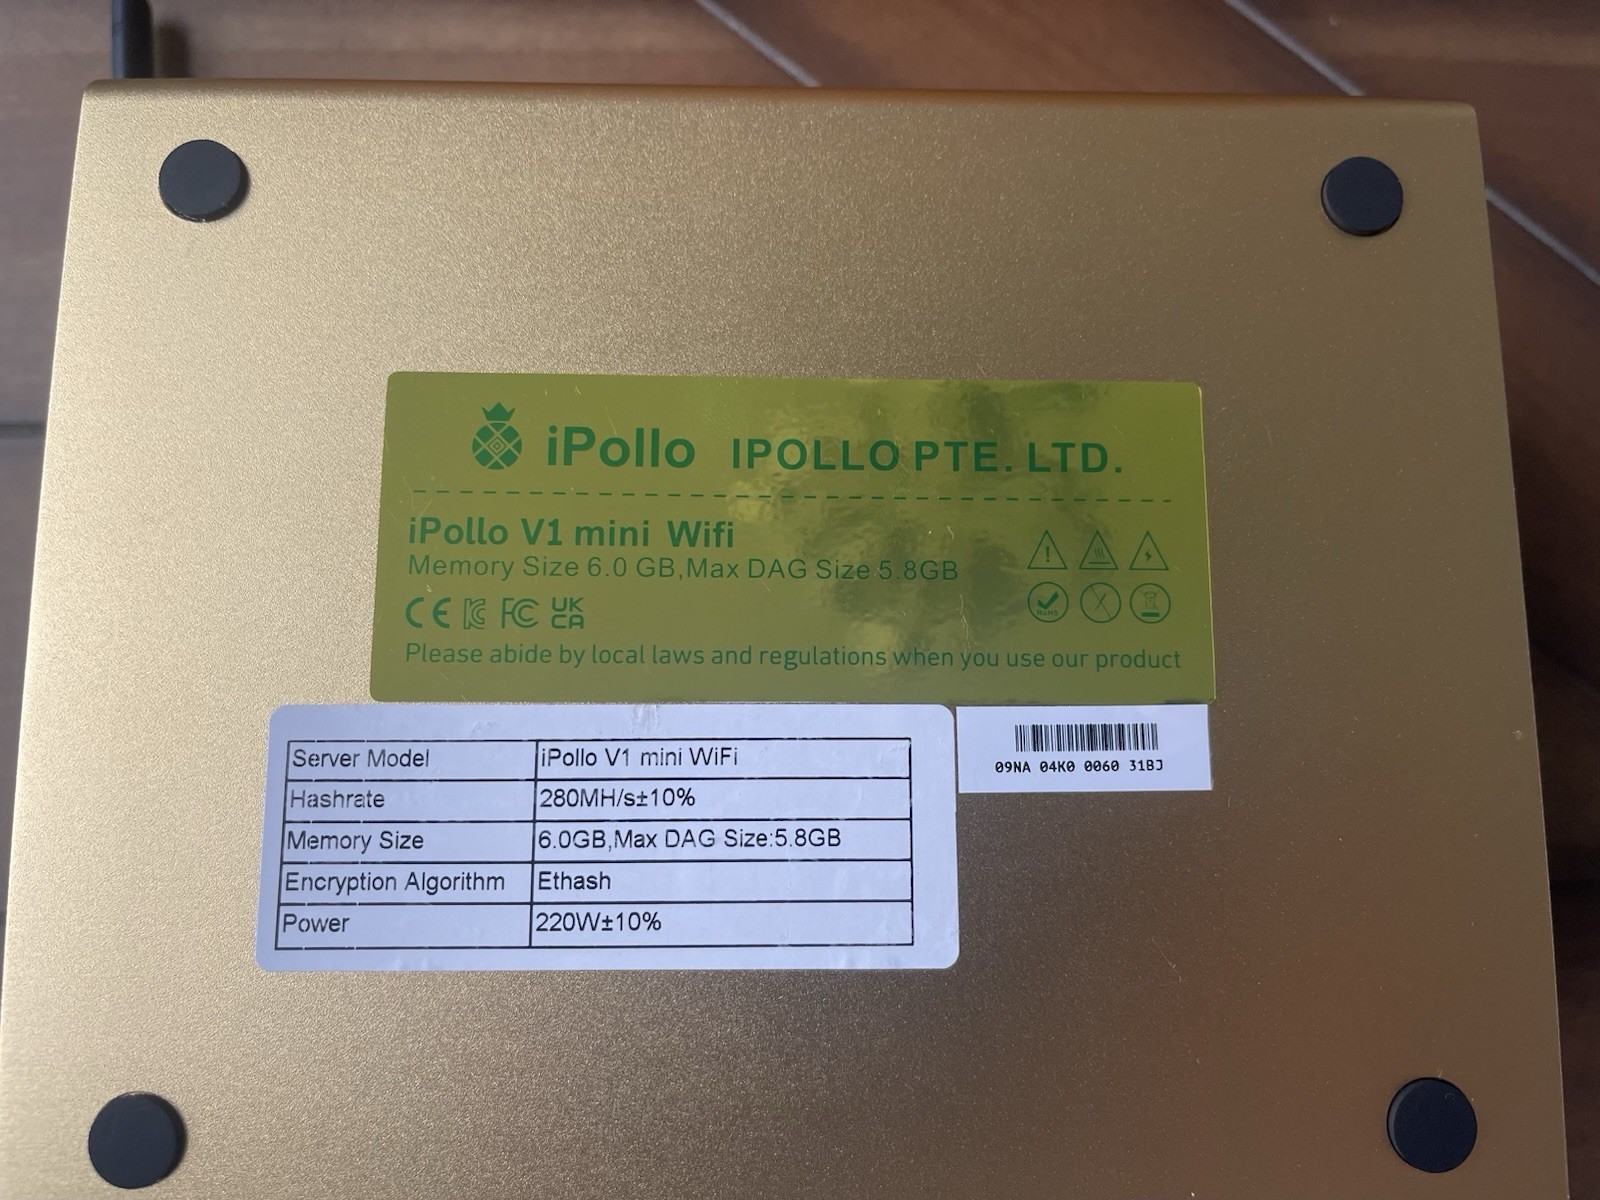 iPollo IPOLLO PTE. LTD.
iPollo V1 mini Wifi
Memory Size 6.0 GB,Max DAG Size 5.8GB
CE FC UK CA
RoHS
Please abide by local laws and regulations when you use our product
Server Model iPollo V1 mini WiFi
Hashrate 280MH/s±10%
Memory Size 6.0GB,Max DAG Size:5.8GB
Encryption Algorithm Ethash
Power 220W±10%
09NA 04K0 0060 31BJ